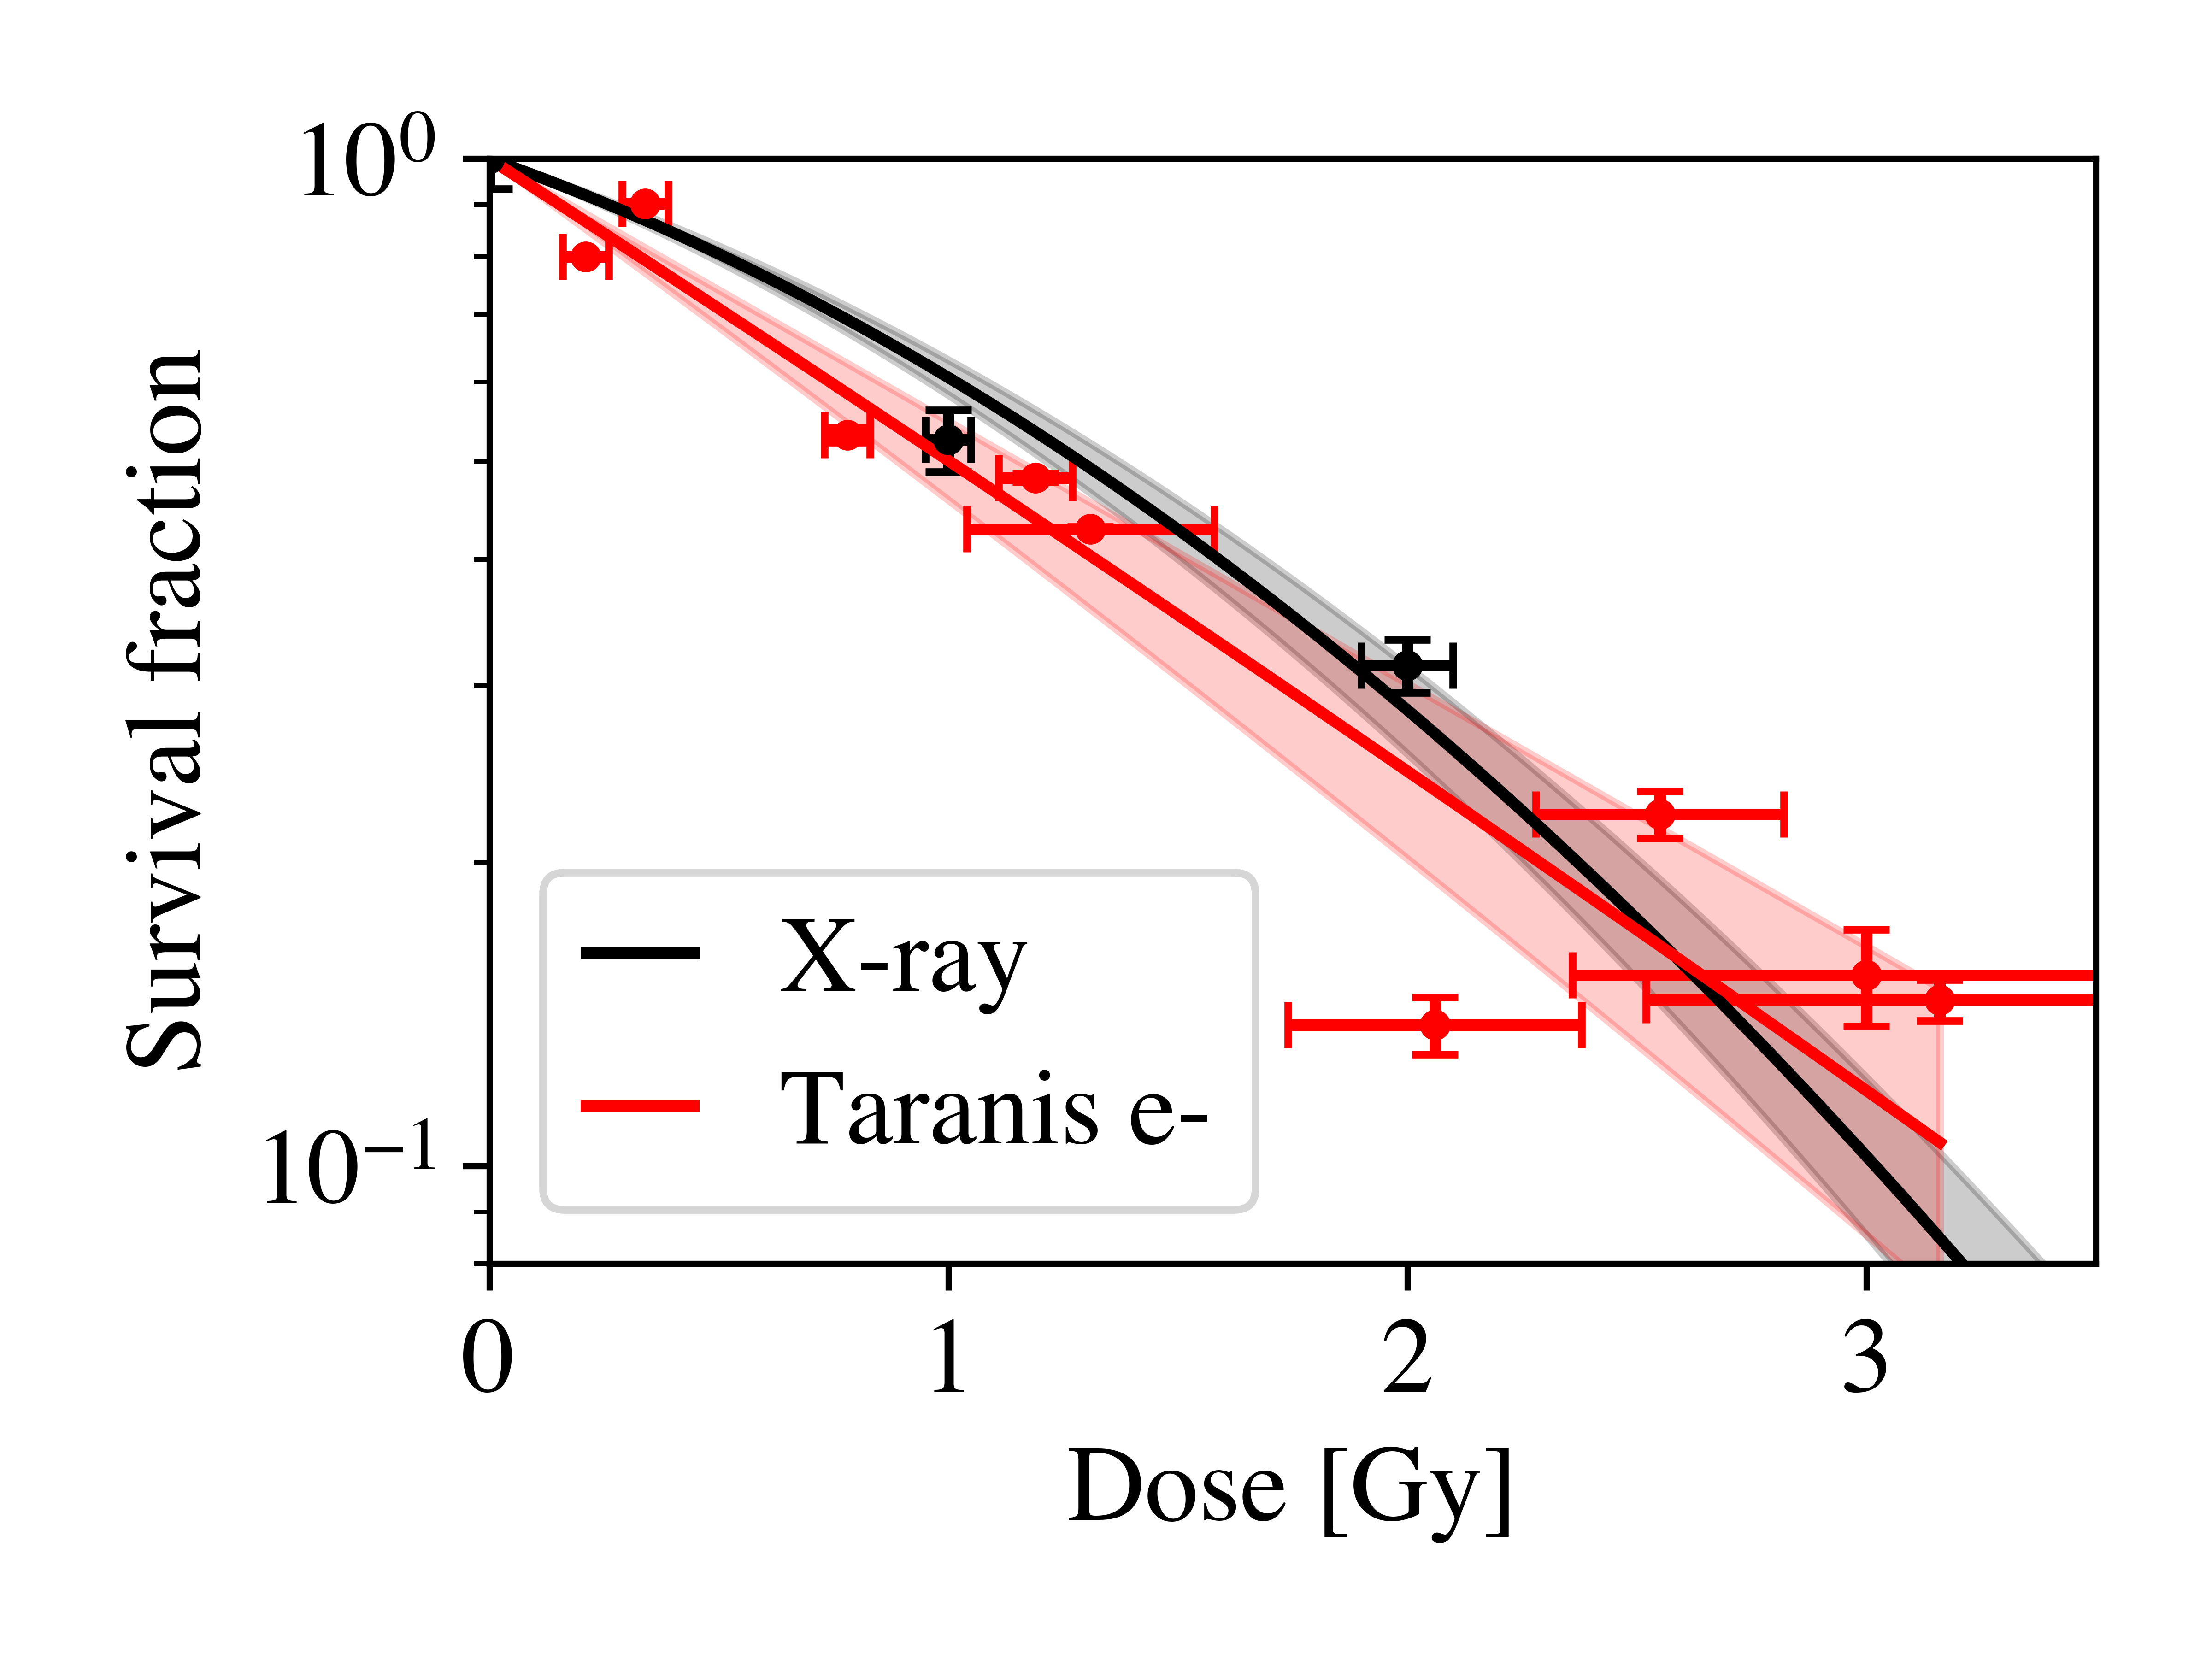 10⁰
10⁻¹
Survival fraction
X-ray
Taranis e-
0 1 2 3
Dose [Gy]